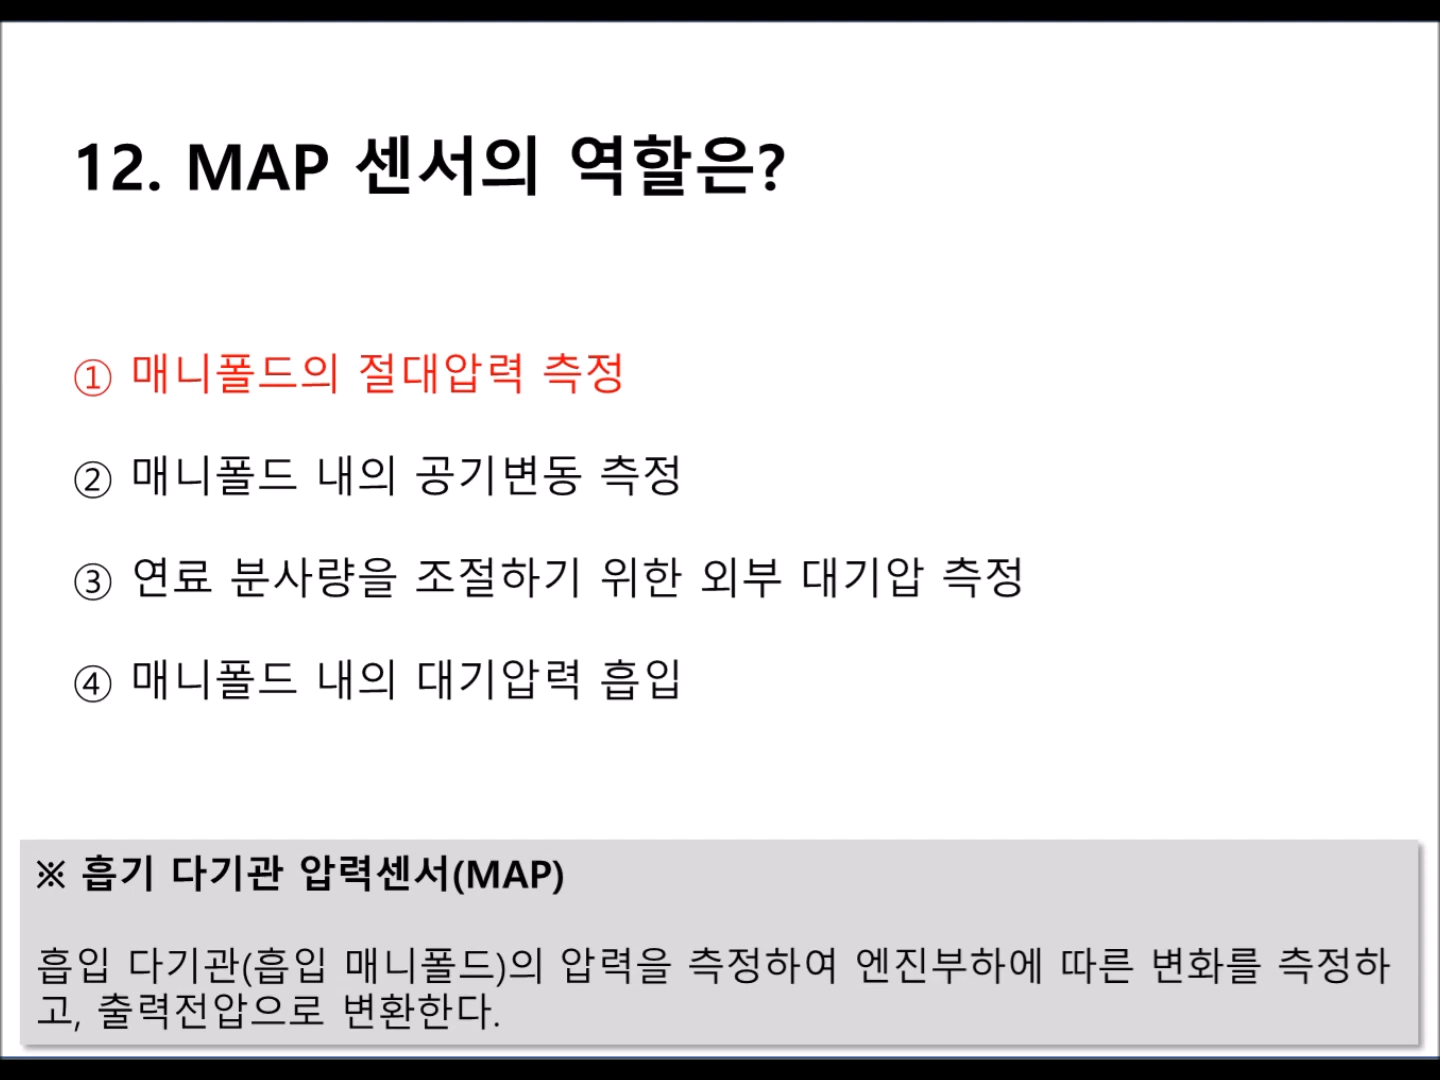 12. MAP 센서의 역할은?
① 매니폴드의 절대압력 측정
② 매니폴드 내의 공기변동 측정
③ 연료 분사량을 조절하기 위한 외부 대기압 측정
④ 매니폴드 내의 대기압력 흡입
※ 흡기 다기관 압력센서(MAP)
흡입 다기관(흡입 매니폴드)의 압력을 측정하여 엔진부하에 따른 변화를 측정하
고, 출력전압으로 변환한다.